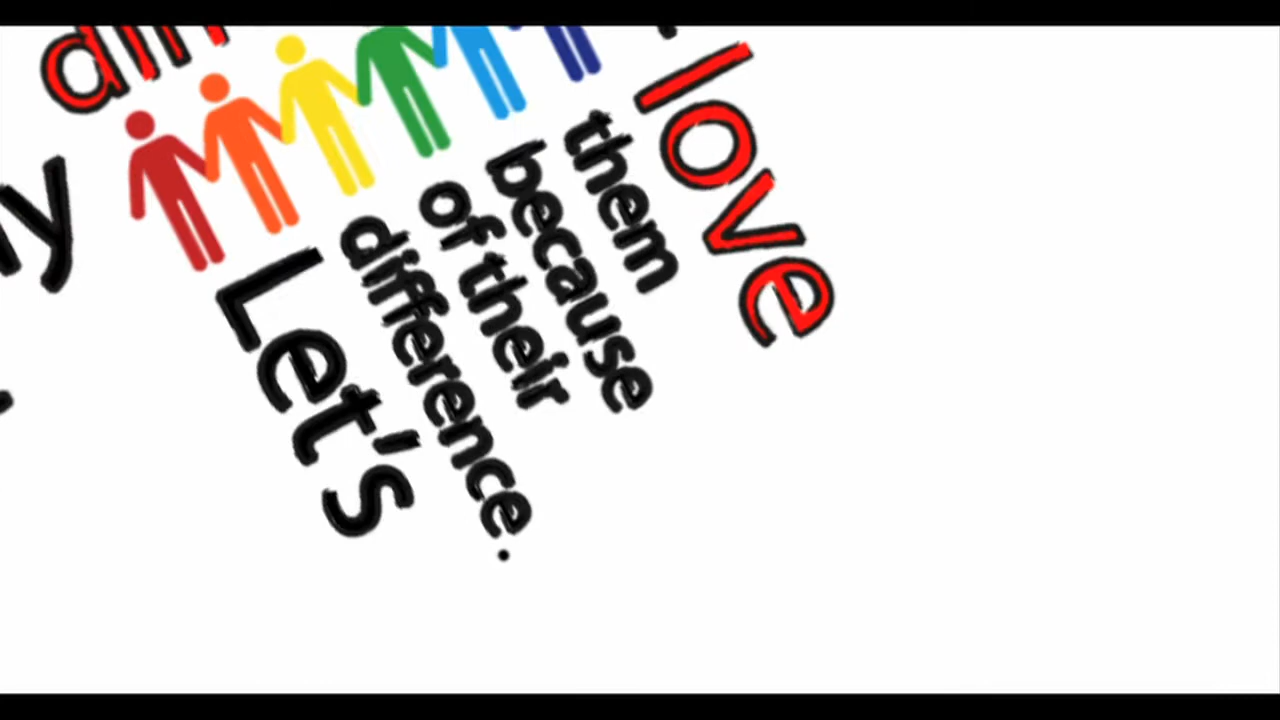 love
them
because
of their
difference.
Let's